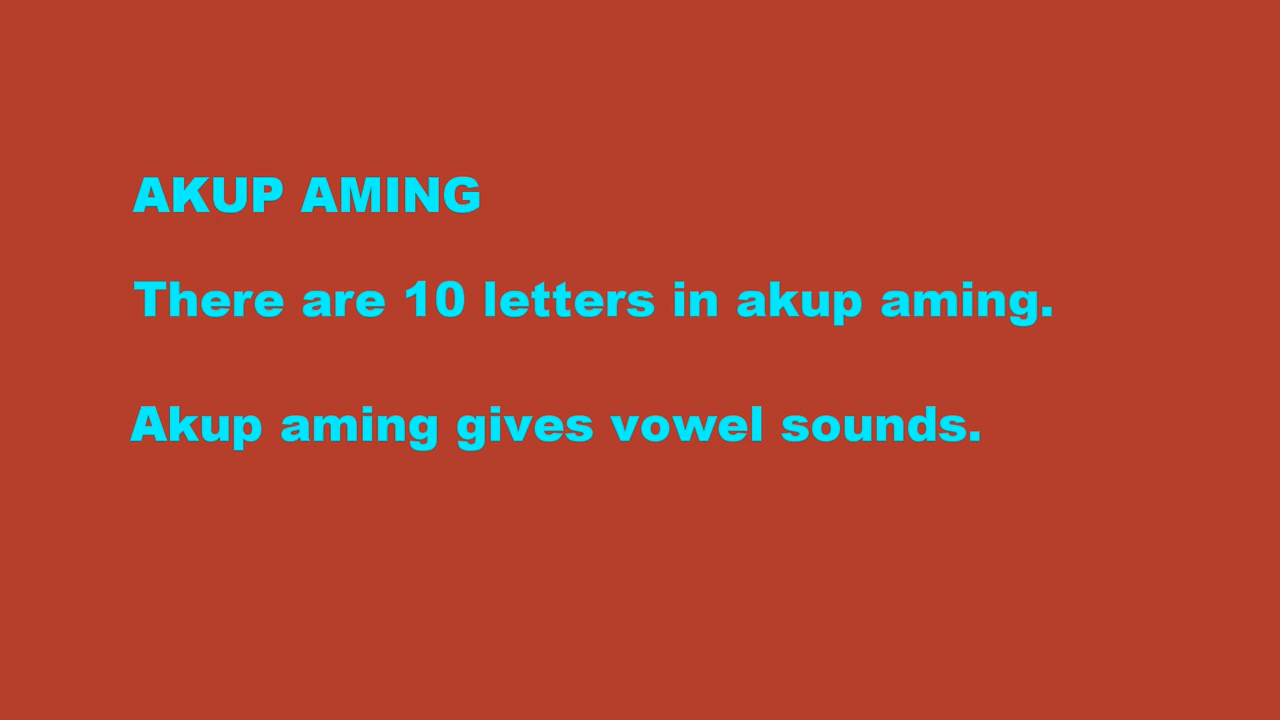 AKUP AMING
There are 10 letters in akup aming.
Akup aming gives vowel sounds.